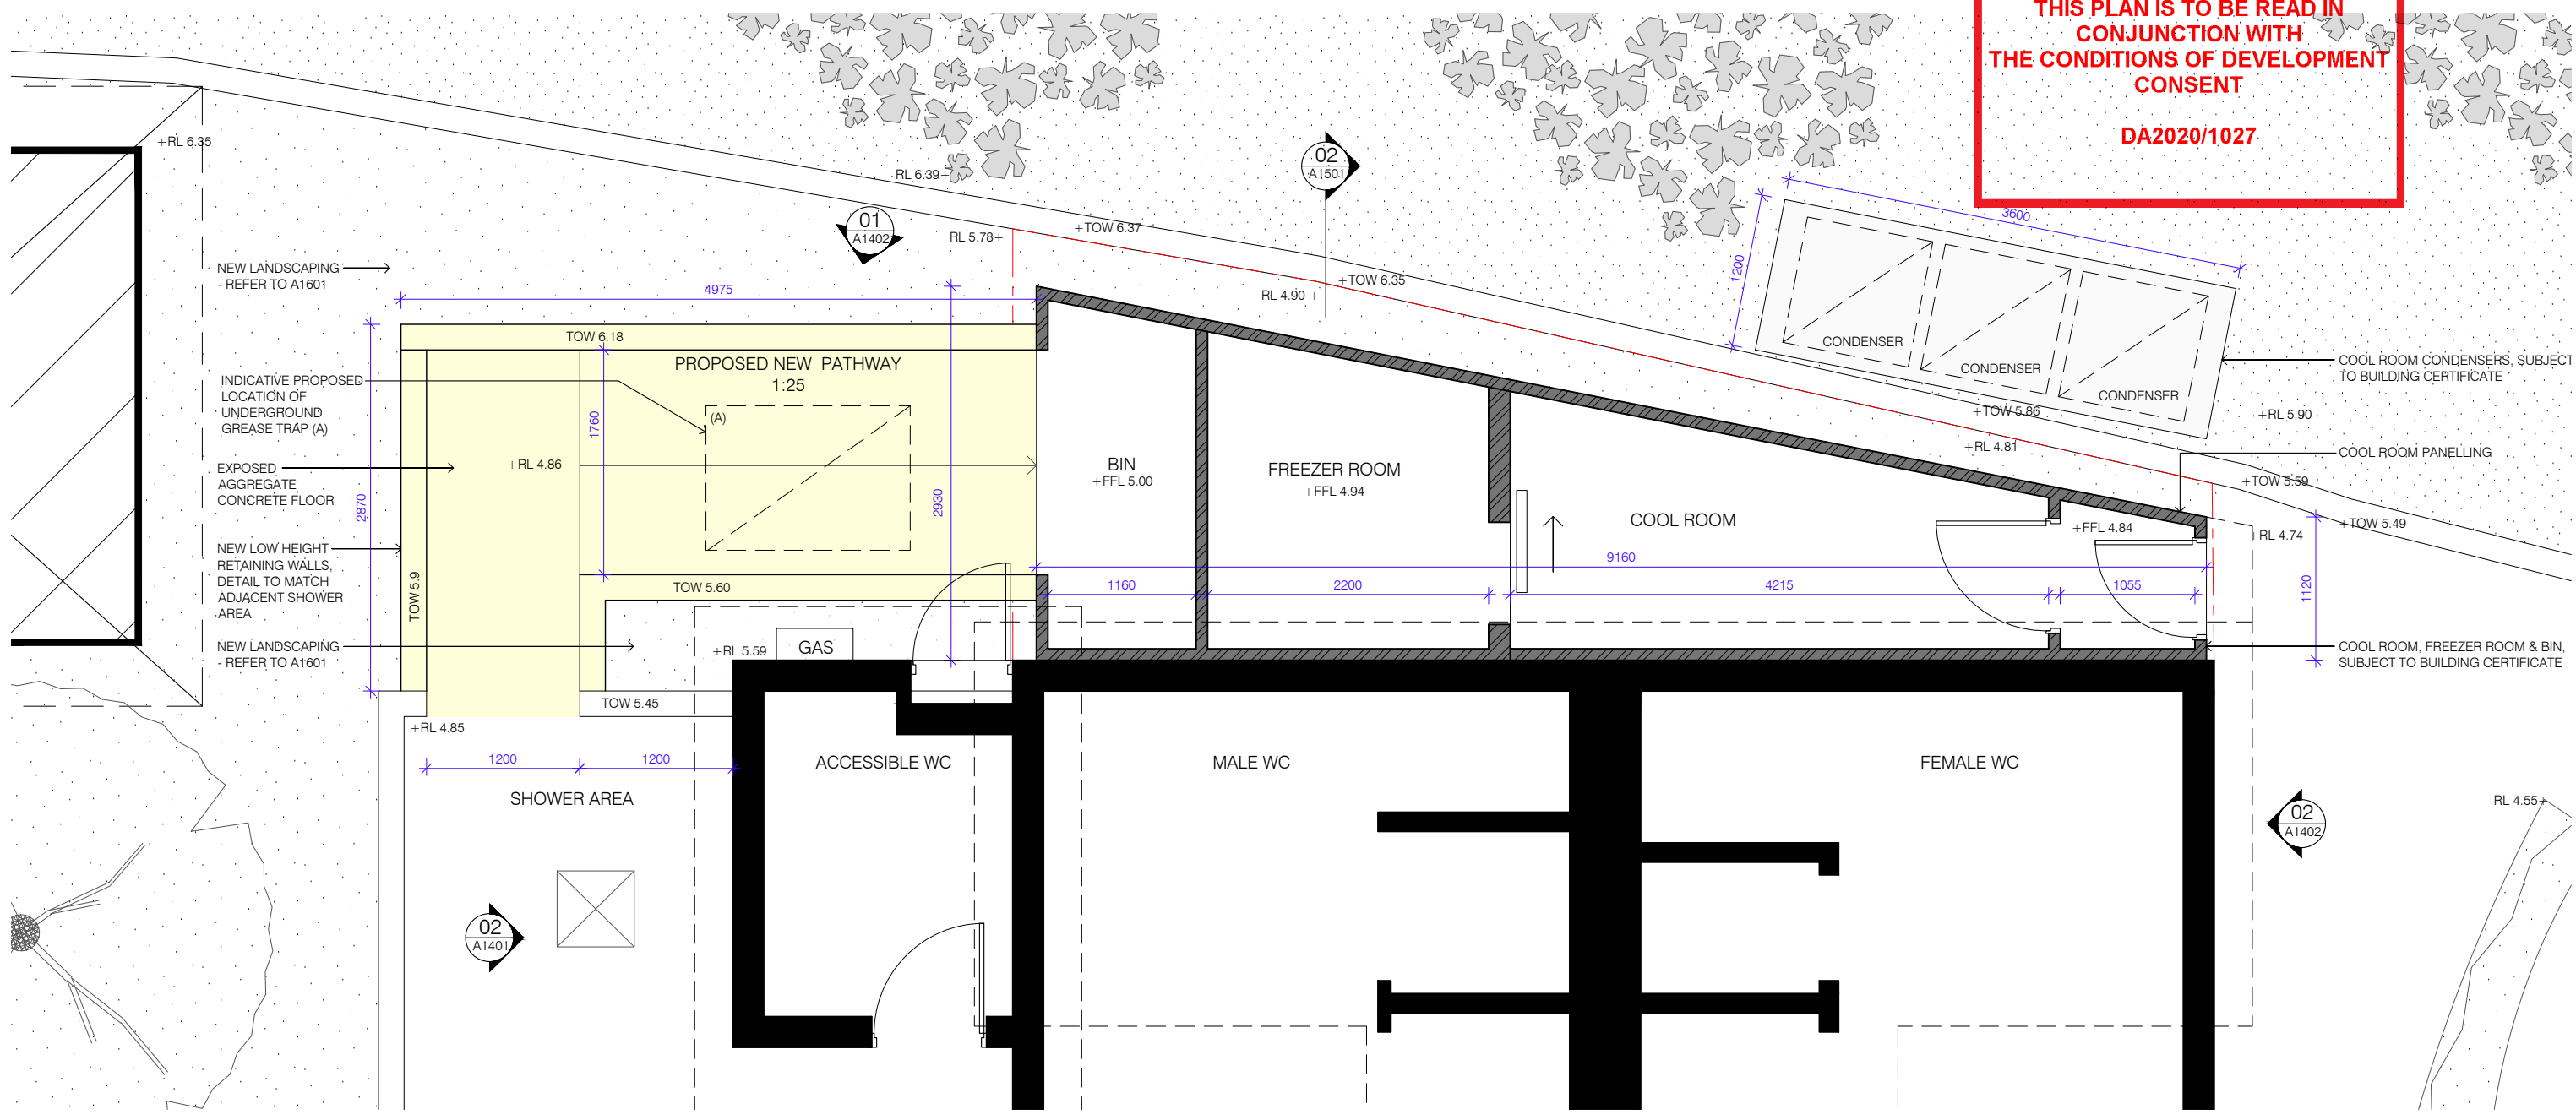 THIS PLAN IS TO BE READ IN
CONJUNCTION WITH
THE CONDITIONS OF DEVELOPMENT
CONSENT
DA2020/1027
+RL 6.35
RL 6.39+
02
A1501
01
A1402
RL 5.78+
+TOW 6.37
3600
1200
NEW LANDSCAPING
- REFER TO A1601
4975
RL 4.90 +
+TOW 6.35
TOW 6.18
CONDENSER
CONDENSER
CONDENSER
COOL ROOM CONDENSERS, SUBJECT
TO BUILDING CERTIFICATE
PROPOSED NEW PATHWAY
1:25
INDICATIVE PROPOSED
LOCATION OF
UNDERGROUND
GREASE TRAP (A)
(A)
1760
+TOW 5.86
+RL 5.90
+RL 4.81
COOL ROOM PANELLING
EXPOSED
AGGREGATE
CONCRETE FLOOR
+RL 4.86
2870
2930
BIN
+FFL 5.00
FREEZER ROOM
+FFL 4.94
COOL ROOM
+TOW 5.59
+FFL 4.84
+TOW 5.49
+RL 4.74
NEW LOW HEIGHT
RETAINING WALLS,
DETAIL TO MATCH
ADJACENT SHOWER
AREA
TOW 5.9
9160
1160
2200
4215
1055
1120
TOW 5.60
NEW LANDSCAPING
- REFER TO A1601
+RL 5.59
GAS
COOL ROOM, FREEZER ROOM & BIN,
SUBJECT TO BUILDING CERTIFICATE
TOW 5.45
+RL 4.85
1200
1200
ACCESSIBLE WC
MALE WC
FEMALE WC
SHOWER AREA
RL 4.55+
02
A1402
02
A1401